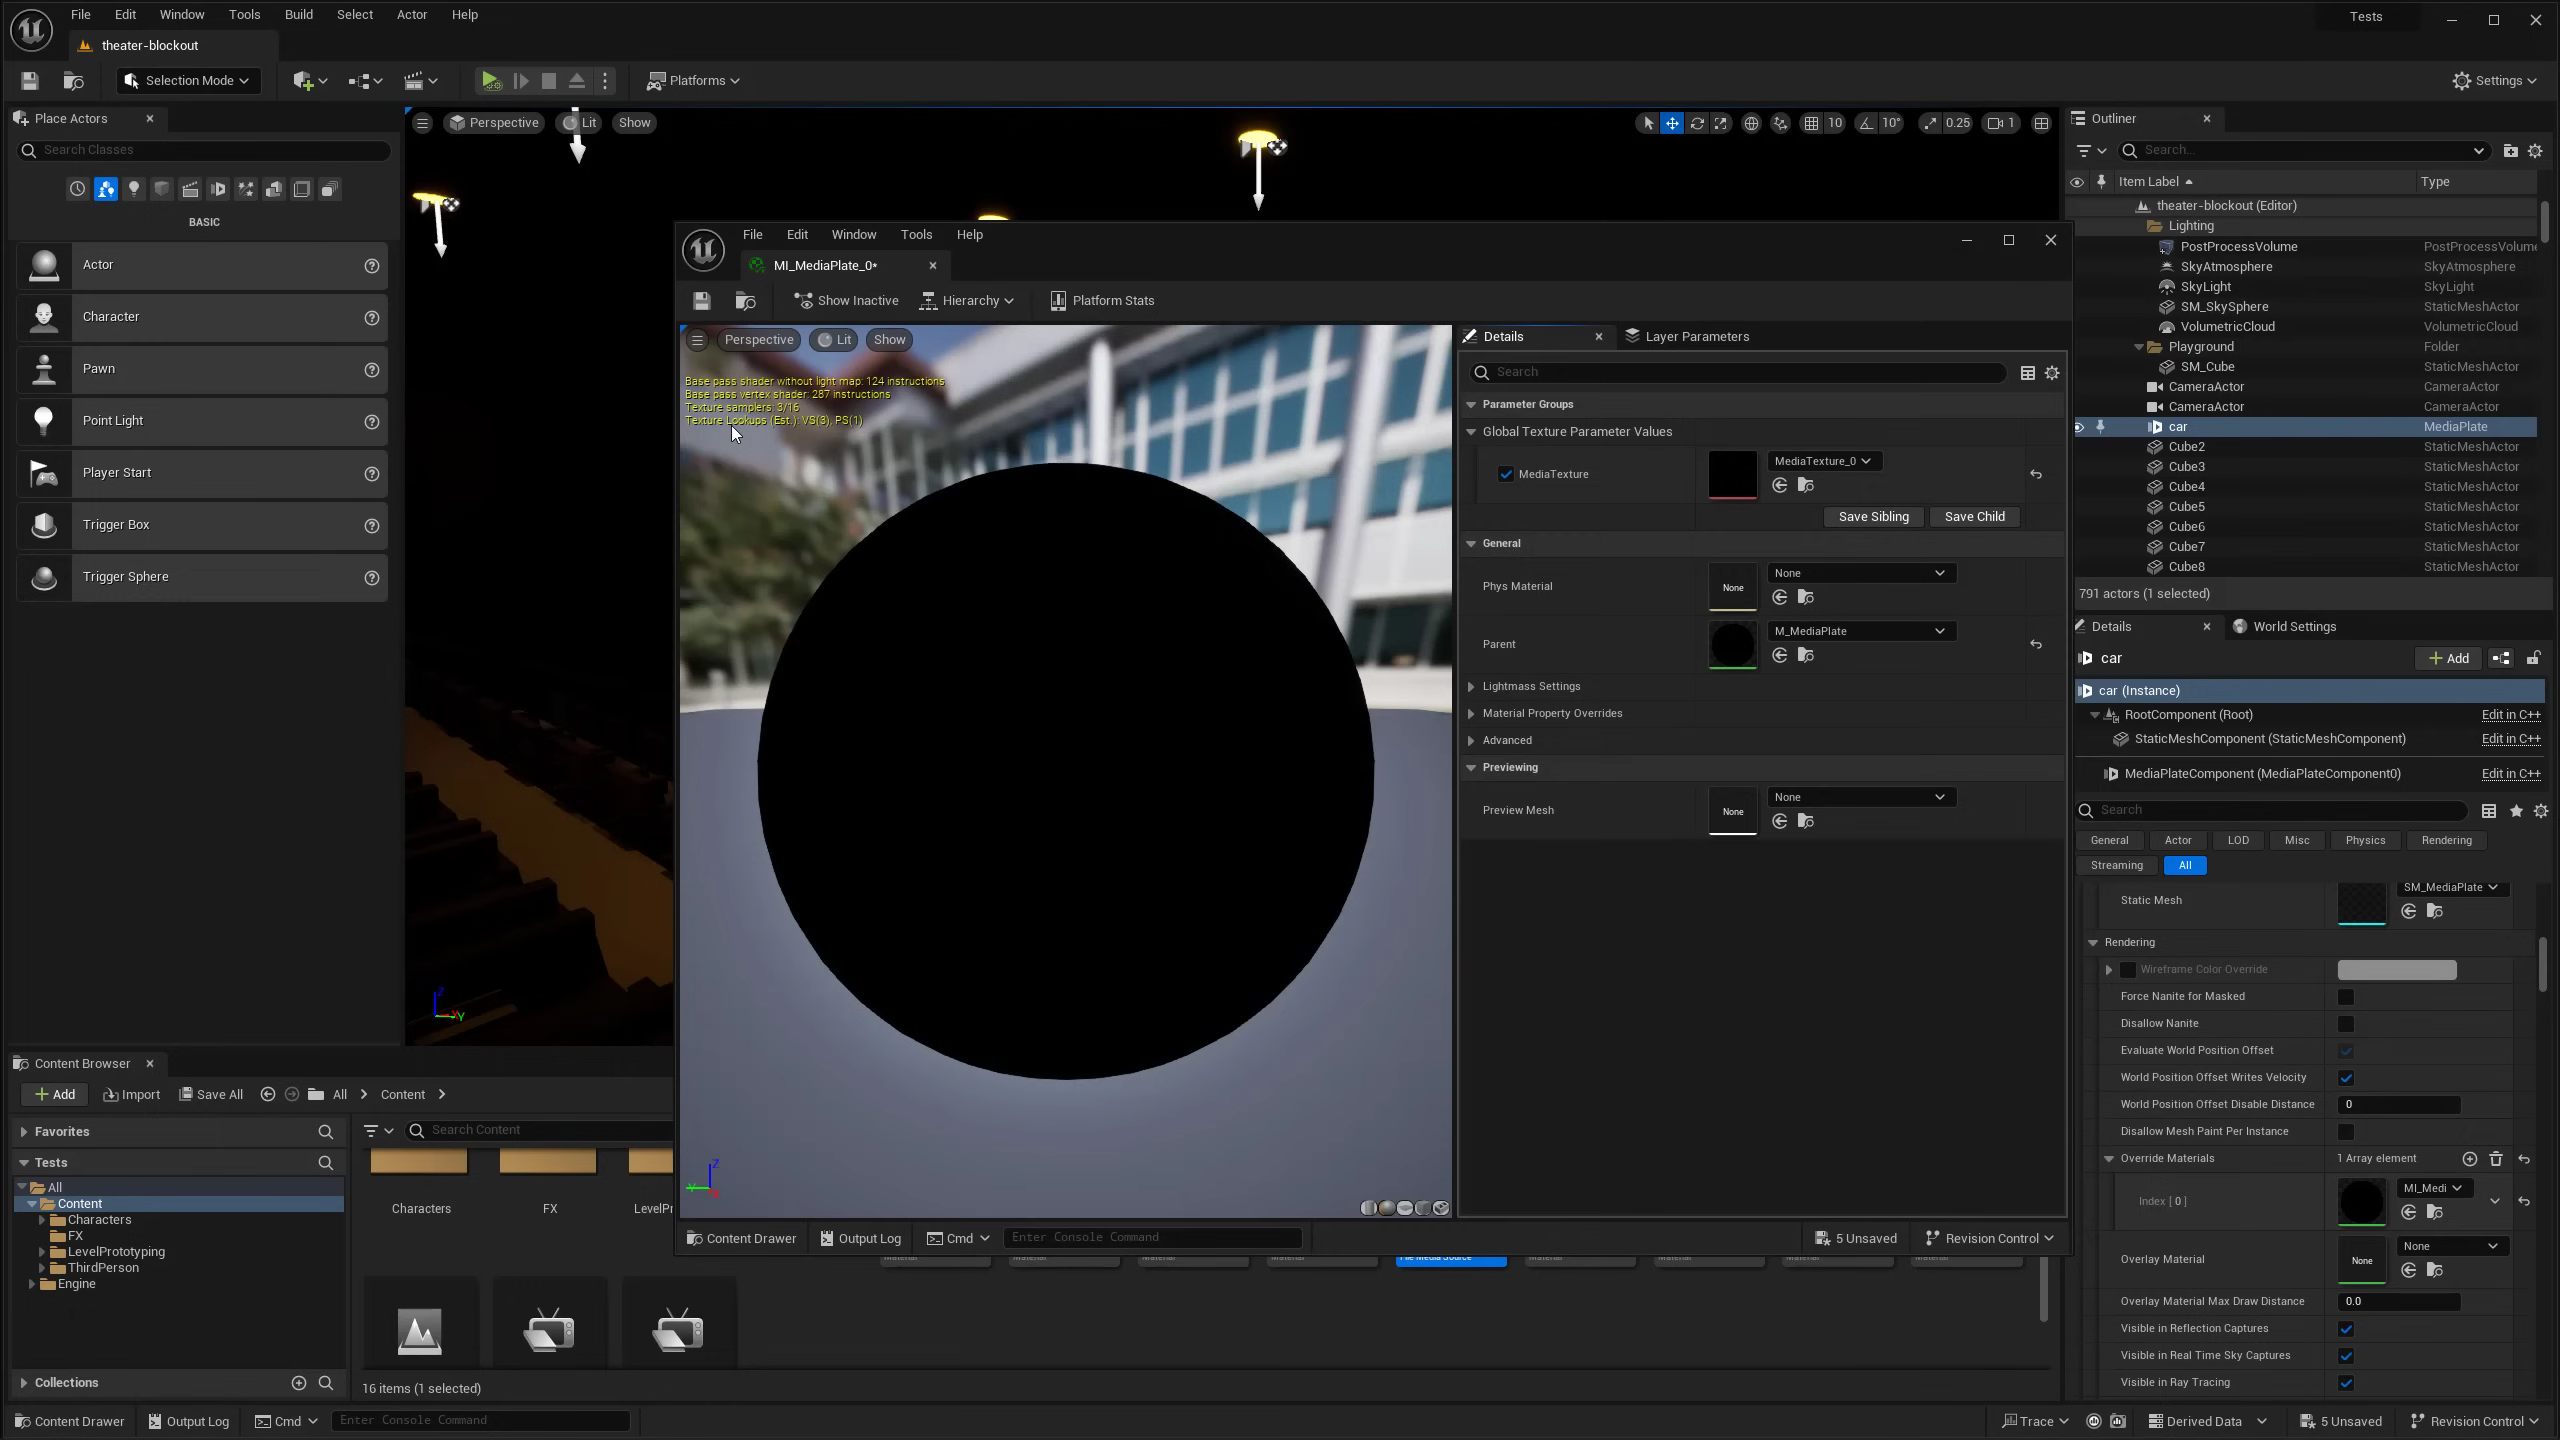 File Edit Window Tools Build Select Actor Help
Tests
theater-blockout
Selection Mode
Platforms
Settings
Place Actors
Search Classes
BASIC
Actor
Character
Pawn
Point Light
Player Start
Trigger Box
Trigger Sphere
Perspective Lit Show
10 10° 0.25 1
File Edit Window Tools Help
MI_MediaPlate_0*
Show Inactive Hierarchy Platform Stats
Perspective Lit Show
Base pass shader without light map: 124 instructions
Base pass vertex shader: 287 instructions
Texture samplers: 3/16
Texture Lookups (Est.): VS(3), PS(1)
Z
Y
Details Layer Parameters
Search
Parameter Groups
Global Texture Parameter Values
MediaTexture MediaTexture_0
Save Sibling Save Child
General
Phys Material None None
Parent M_MediaPlate
Lightmass Settings
Material Property Overrides
Advanced
Previewing
Preview Mesh None None
Content Drawer Output Log Cmd Enter Console Command 5 Unsaved Revision Control
Outliner
Search...
Item Label Type
theater-blockout (Editor)
Lighting
PostProcessVolume PostProcessVolume
SkyAtmosphere SkyAtmosphere
SkyLight SkyLight
SM_SkySphere StaticMeshActor
VolumetricCloud VolumetricCloud
Playground Folder
SM_Cube StaticMeshActor
CameraActor CameraActor
CameraActor CameraActor
car MediaPlate
Cube2 StaticMeshActor
Cube3 StaticMeshActor
Cube4 StaticMeshActor
Cube5 StaticMeshActor
Cube6 StaticMeshActor
Cube7 StaticMeshActor
Cube8 StaticMeshActor
791 actors (1 selected)
Details World Settings
car Add
car (Instance)
RootComponent (Root) Edit in C++
StaticMeshComponent (StaticMeshComponent) Edit in C++
MediaPlateComponent (MediaPlateComponent0) Edit in C++
Search
General Actor LOD Misc Physics Rendering
Streaming All
Static Mesh SM_MediaPlate
Rendering
Wireframe Color Override
Force Nanite for Masked
Disallow Nanite
Evaluate World Position Offset
World Position Offset Writes Velocity
World Position Offset Disable Distance 0
Disallow Mesh Paint Per Instance
Override Materials 1 Array element
Index [ 0 ] MI_Medi
Overlay Material None None
Overlay Material Max Draw Distance 0.0
Visible in Reflection Captures
Visible in Real Time Sky Captures
Visible in Ray Tracing
Z
Y
Content Browser
Add Import Save All All Content
Favorites
Tests
All
Content
Characters
FX
LevelPrototyping
ThirdPerson
Engine
Collections
Search Content
Characters FX LevelPr
Material Material Material Material File Media Source Material Material Material Material
16 items (1 selected)
Content Drawer Output Log Cmd Enter Console Command
Trace Derived Data 5 Unsaved Revision Control